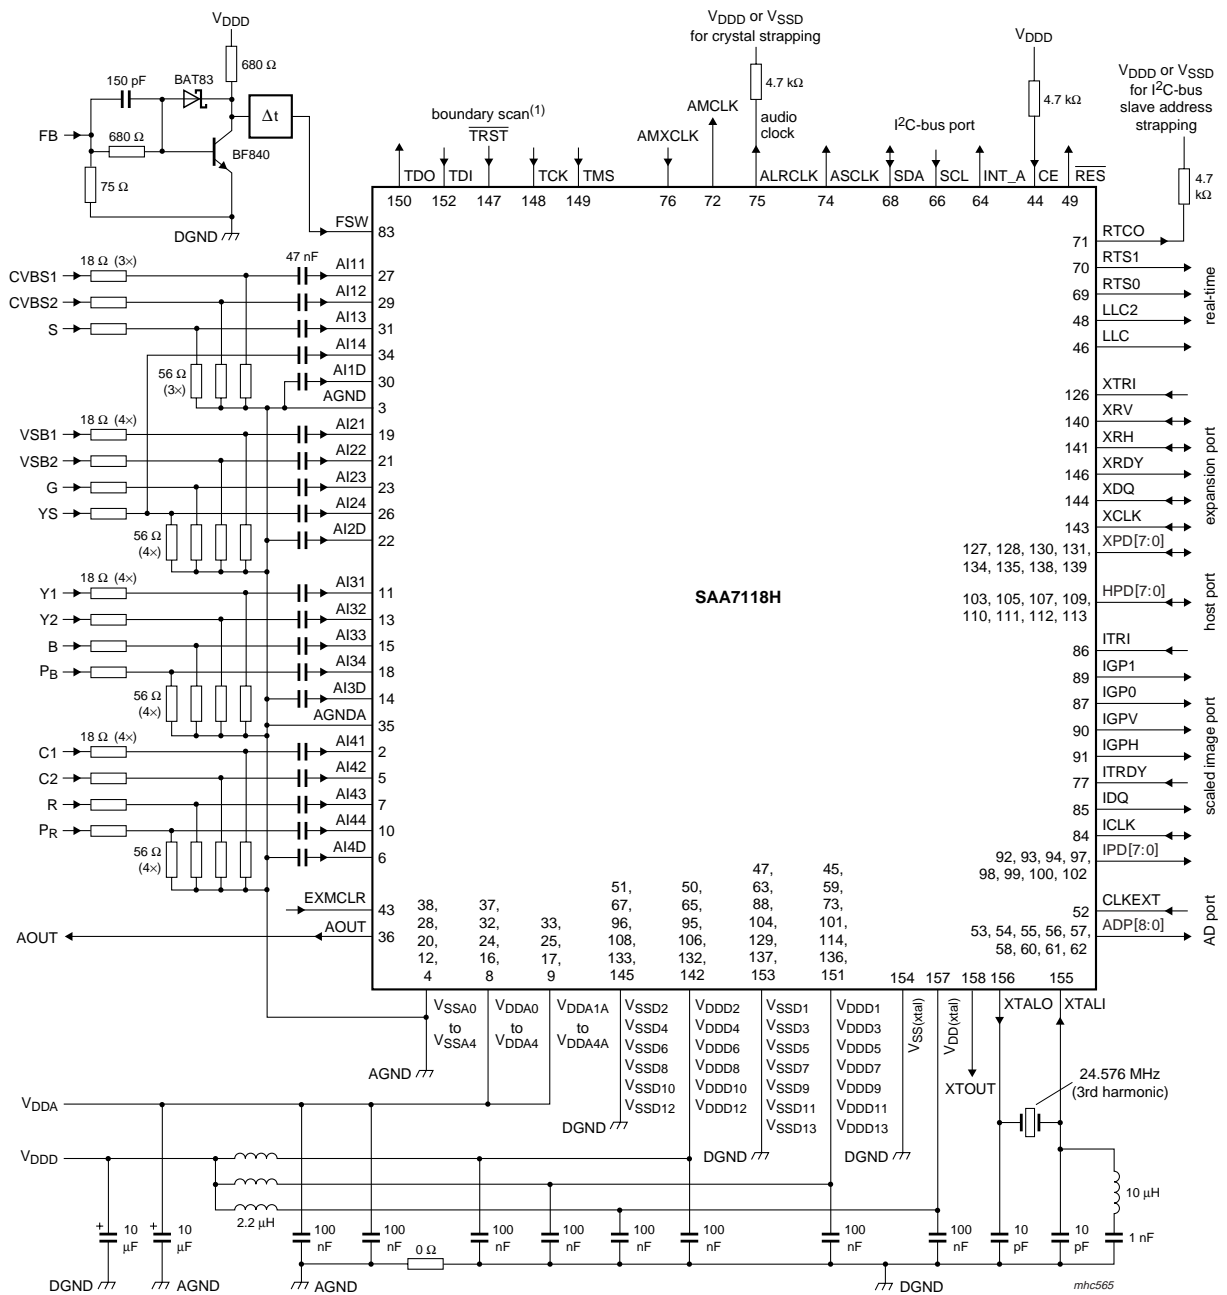 VDDD
680 Ω
150 pF
BAT83
Δt
FB
680 Ω
BF840
75 Ω
DGND
boundary scan(1)
TRST
TDO
TDI
TCK
TMS
150
152
147
148
149
VDDD or VSSD
for crystal strapping
4.7 kΩ
AMCLK
AMXCLK
audio
clock
ALRCLK
ASCLK
76
72
75
74
I2C-bus port
SDA
SCL
INT_A
68
66
64
VDDD
4.7 kΩ
CE
RES
44
49
VDDD or VSSD
for I2C-bus
slave address
strapping
4.7
kΩ
FSW
83
18 Ω (3×)
47 nF
CVBS1
AI11
27
CVBS2
AI12
29
S
AI13
31
AI14
34
56 Ω
(3×)
AI1D
30
AGND
3
18 Ω (4×)
VSB1
AI21
19
VSB2
AI22
21
G
AI23
23
YS
AI24
26
56 Ω
(4×)
AI2D
22
18 Ω (4×)
Y1
AI31
11
Y2
AI32
13
B
AI33
15
PB
AI34
18
56 Ω
(4×)
AI3D
14
AGNDA
35
18 Ω (4×)
C1
AI41
2
C2
AI42
5
R
AI43
7
PR
AI44
10
56 Ω
(4×)
AI4D
6
EXMCLR
43
AOUT
AOUT
36
SAA7118H
71
RTCO
70
RTS1
69
RTS0
48
LLC2
46
LLC
real-time
126
XTRI
140
XRV
141
XRH
146
XRDY
144
XDQ
143
XCLK
127, 128, 130, 131,
134, 135, 138, 139
XPD[7:0]
expansion port
103, 105, 107, 109,
110, 111, 112, 113
HPD[7:0]
host port
86
ITRI
89
IGP1
87
IGP0
90
IGPV
91
IGPH
77
ITRDY
85
IDQ
84
ICLK
92, 93, 94, 97,
98, 99, 100, 102
IPD[7:0]
scaled image port
52
CLKEXT
53, 54, 55, 56, 57,
58, 60, 61, 62
ADP[8:0]
AD port
38,
28,
20,
12,
4
37,
32,
24,
16,
8
33,
25,
17,
9
51,
67,
96,
108,
133,
145
50,
65,
95,
106,
132,
142
47,
63,
88,
104,
129,
137,
153
45,
59,
73,
101,
114,
136,
151
154
157
158
156
155
VSSA0
to
VSSA4
VDDA0
to
VDDA4
VDDA1A
to
VDDA4A
VSSD2
VSSD4
VSSD6
VSSD8
VSSD10
VSSD12
VDDD2
VDDD4
VDDD6
VDDD8
VDDD10
VDDD12
VSSD1
VSSD3
VSSD5
VSSD7
VSSD9
VSSD11
VSSD13
VDDD1
VDDD3
VDDD5
VDDD7
VDDD9
VDDD11
VDDD13
VSS(xtal)
VDD(xtal)
XTOUT
XTALO
XTALI
24.576 MHz
(3rd harmonic)
AGND
DGND
DGND
DGND
VDDA
VDDD
2.2 μH
10 μH
+
10
μF
+
10
μF
100
nF
100
nF
100
nF
100
nF
100
nF
100
nF
100
nF
100
nF
10
pF
10
pF
1 nF
0 Ω
DGND
AGND
AGND
DGND
mhc565